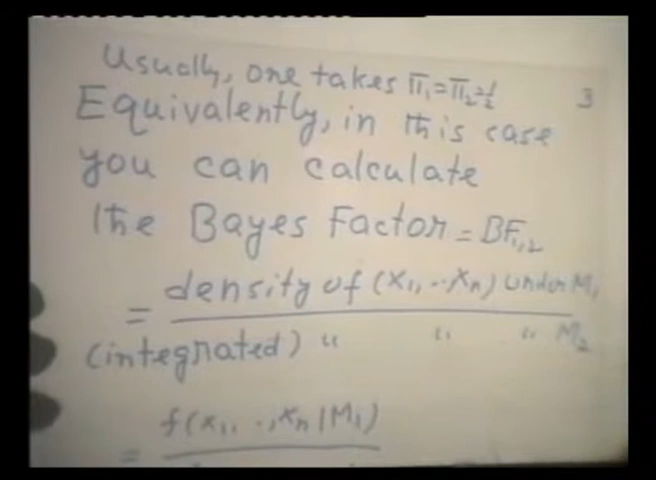 Usually, one takes π₁=π₂=½
3
Equivalently, in this case
you can calculate
the Bayes Factor = BF₁,₂
= density of (x₁, ..xₙ) under M₁
(integrated) " " " M₂
= f(x₁, .., xₙ | M₁)